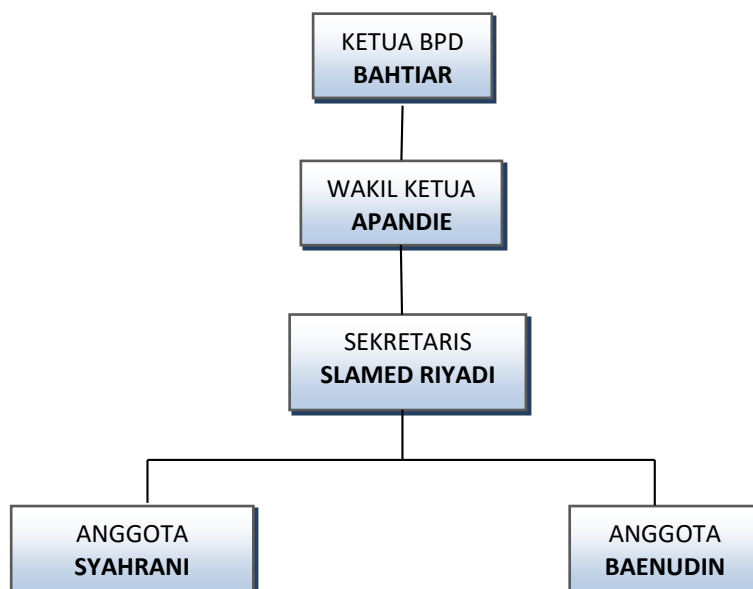 KETUA BPD
BAHTIAR
WAKIL KETUA
APANDIE
SEKRETARIS
SLAMED RIYADI
ANGGOTA
SYAHRANI
ANGGOTA
BAENUDIN